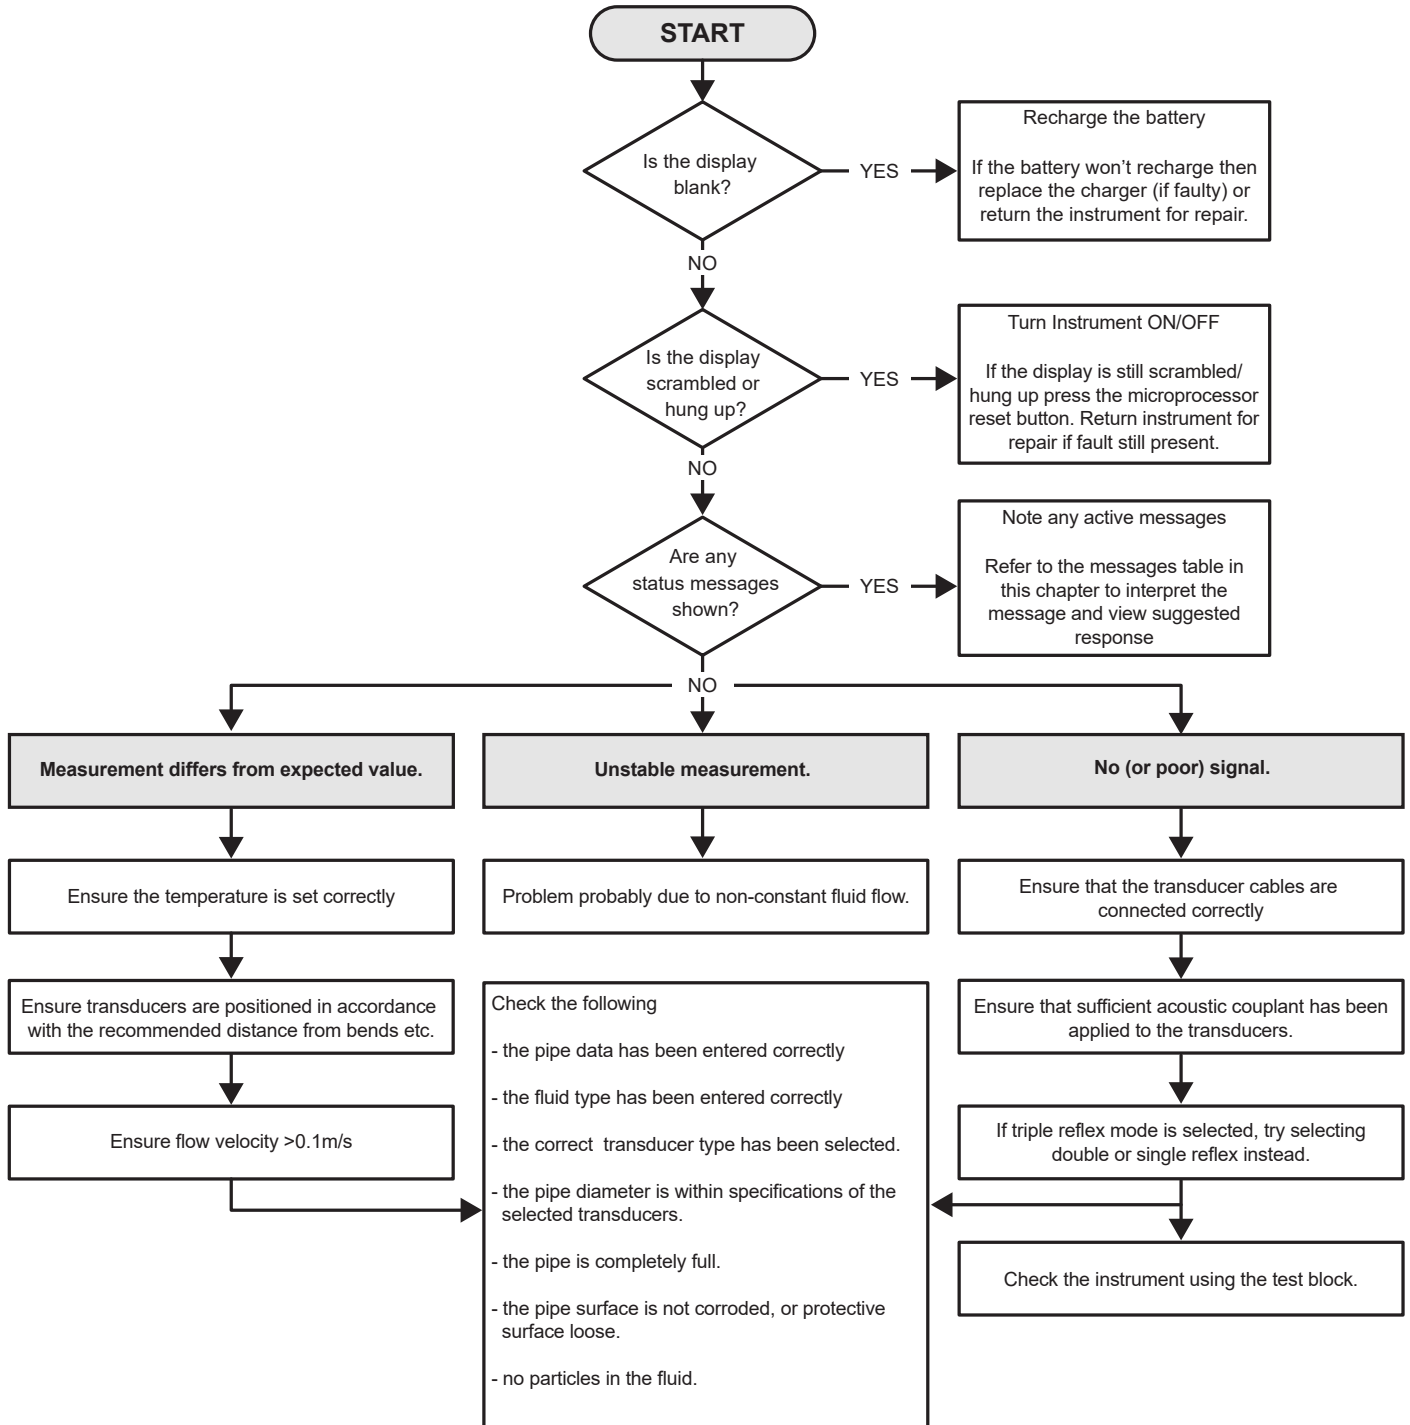 START
Is the display
blank?
YES
Recharge the battery
If the battery won’t recharge then
replace the charger (if faulty) or
return the instrument for repair.
NO
Is the display
scrambled or
hung up?
YES
Turn Instrument ON/OFF
If the display is still scrambled/
hung up press the microprocessor
reset button. Return instrument for
repair if fault still present.
NO
Are any
status messages
shown?
YES
Note any active messages
Refer to the messages table in
this chapter to interpret the
message and view suggested
response
NO
Measurement differs from expected value.
Unstable measurement.
No (or poor) signal.
Ensure the temperature is set correctly
Problem probably due to non-constant fluid flow.
Ensure that the transducer cables are
connected correctly
Ensure transducers are positioned in accordance
with the recommended distance from bends etc.
Ensure that sufficient acoustic couplant has been
applied to the transducers.
Ensure flow velocity >0.1m/s
If triple reflex mode is selected, try selecting
double or single reflex instead.
Check the following
- the pipe data has been entered correctly
- the fluid type has been entered correctly
- the correct  transducer type has been selected.
- the pipe diameter is within specifications of the
selected transducers.
- the pipe is completely full.
- the pipe surface is not corroded, or protective
surface loose.
- no particles in the fluid.
Check the instrument using the test block.